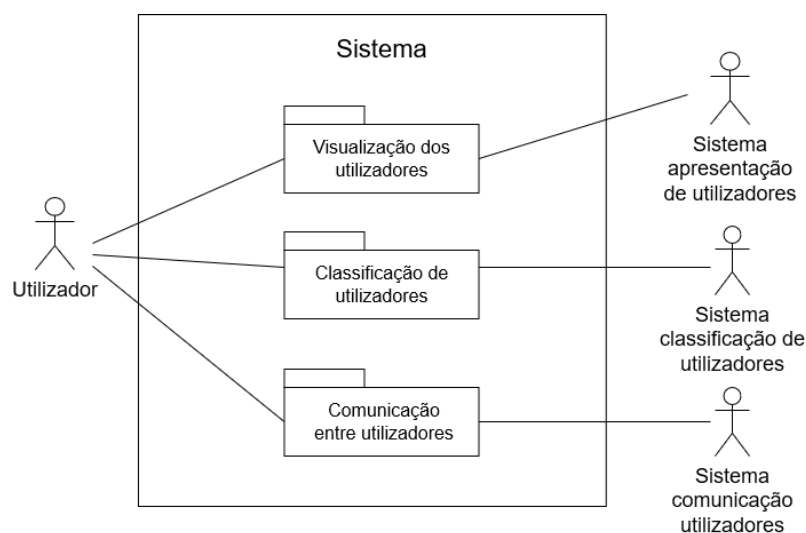 Sistema
Visualização dos
utilizadores
Sistema
apresentação
de utilizadores
Utilizador
Classificação de
utilizadores
Sistema
classificação de
utilizadores
Comunicação
entre utilizadores
Sistema
comunicação
utilizadores